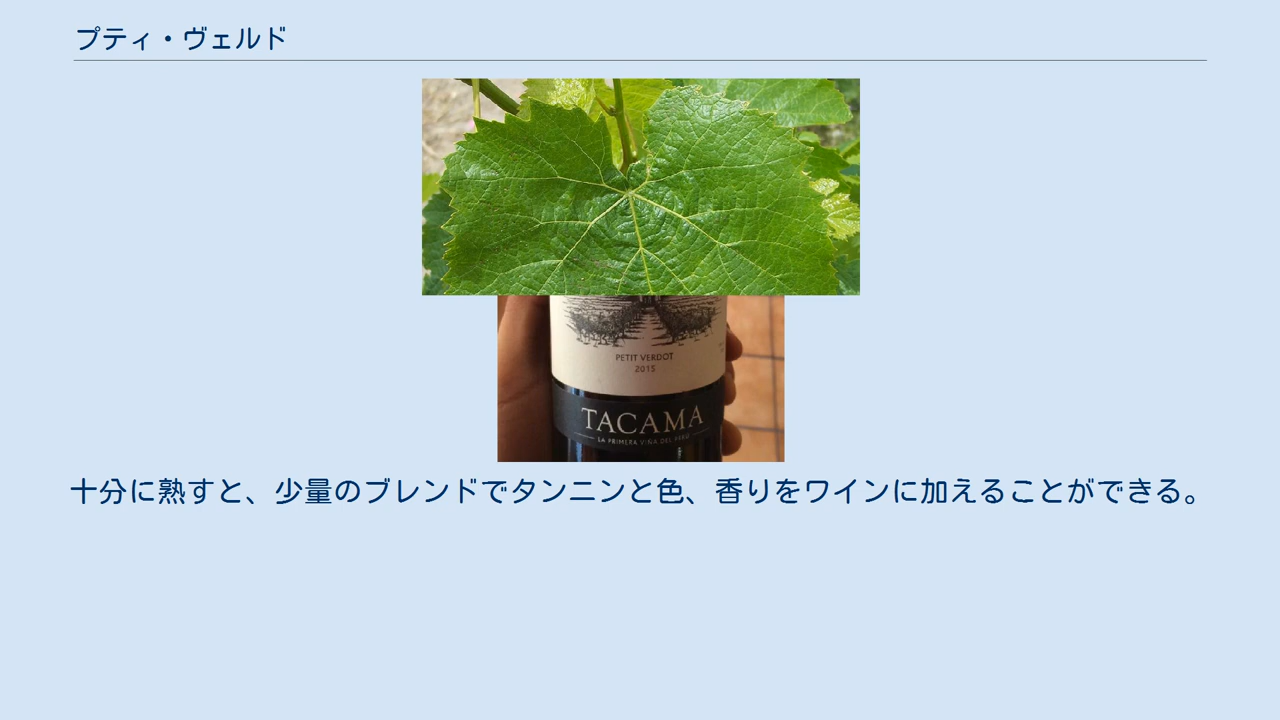 プティ・ヴェルド
PETIT VERDOT
2015
TACAMA
LA PRIMERA VIÑA DEL PERÚ
十分に熟すと、少量のブレンドでタンニンと色、香りをワインに加えることができる。